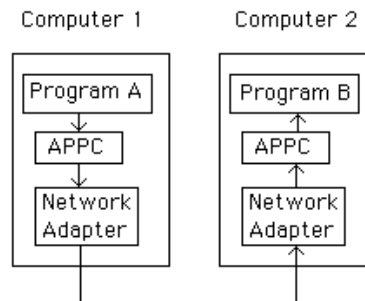 Computer 1
Computer 2
Program A
APPC
Network
Adapter
Program B
APPC
Network
Adapter